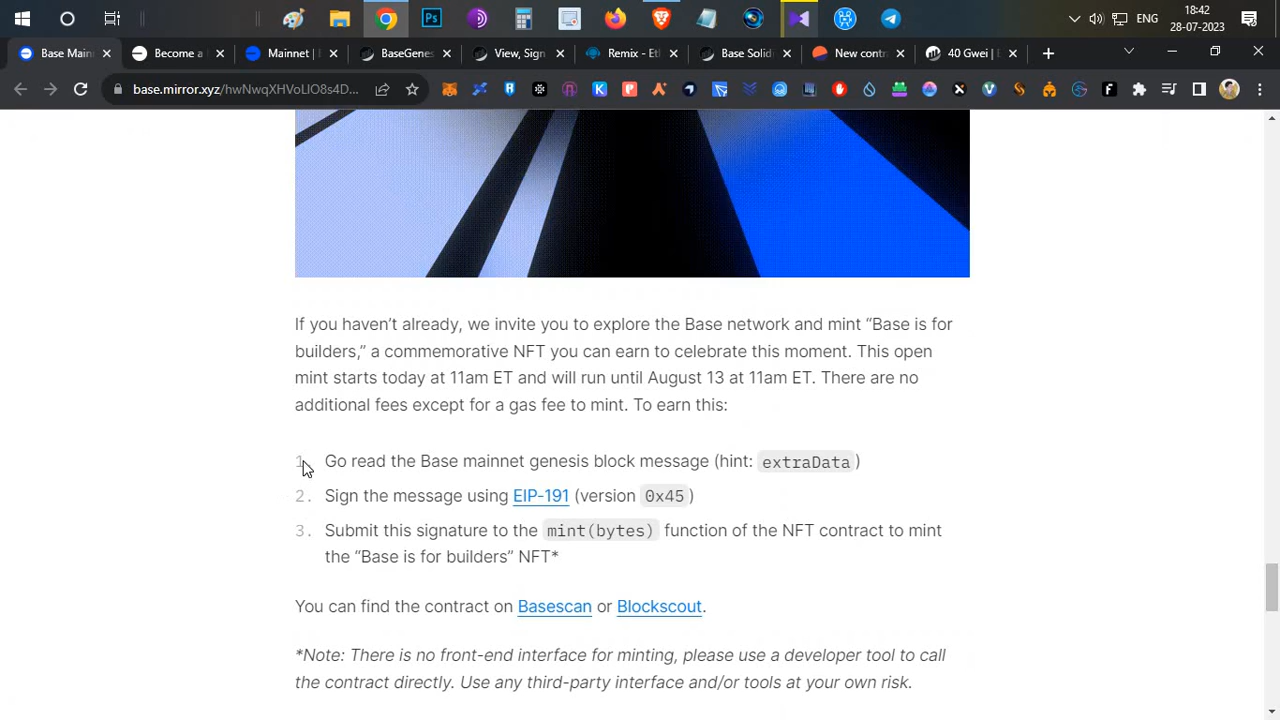 ENG
18:42
28-07-2023
Base Main
Become a
Mainnet | B
BaseGenes
View, Sign
Remix - Eth
Base Solid
New contra
40 Gwei | E
base.mirror.xyz/hwNwqXHVoLlO8s4D...
If you haven’t already, we invite you to explore the Base network and mint “Base is for
builders,” a commemorative NFT you can earn to celebrate this moment. This open
mint starts today at 11am ET and will run until August 13 at 11am ET. There are no
additional fees except for a gas fee to mint. To earn this:
1. Go read the Base mainnet genesis block message (hint: extraData)
2. Sign the message using EIP-191 (version 0x45)
3. Submit this signature to the mint(bytes) function of the NFT contract to mint
the “Base is for builders” NFT*
You can find the contract on Basescan or Blockscout.
*Note: There is no front-end interface for minting, please use a developer tool to call
the contract directly. Use any third-party interface and/or tools at your own risk.